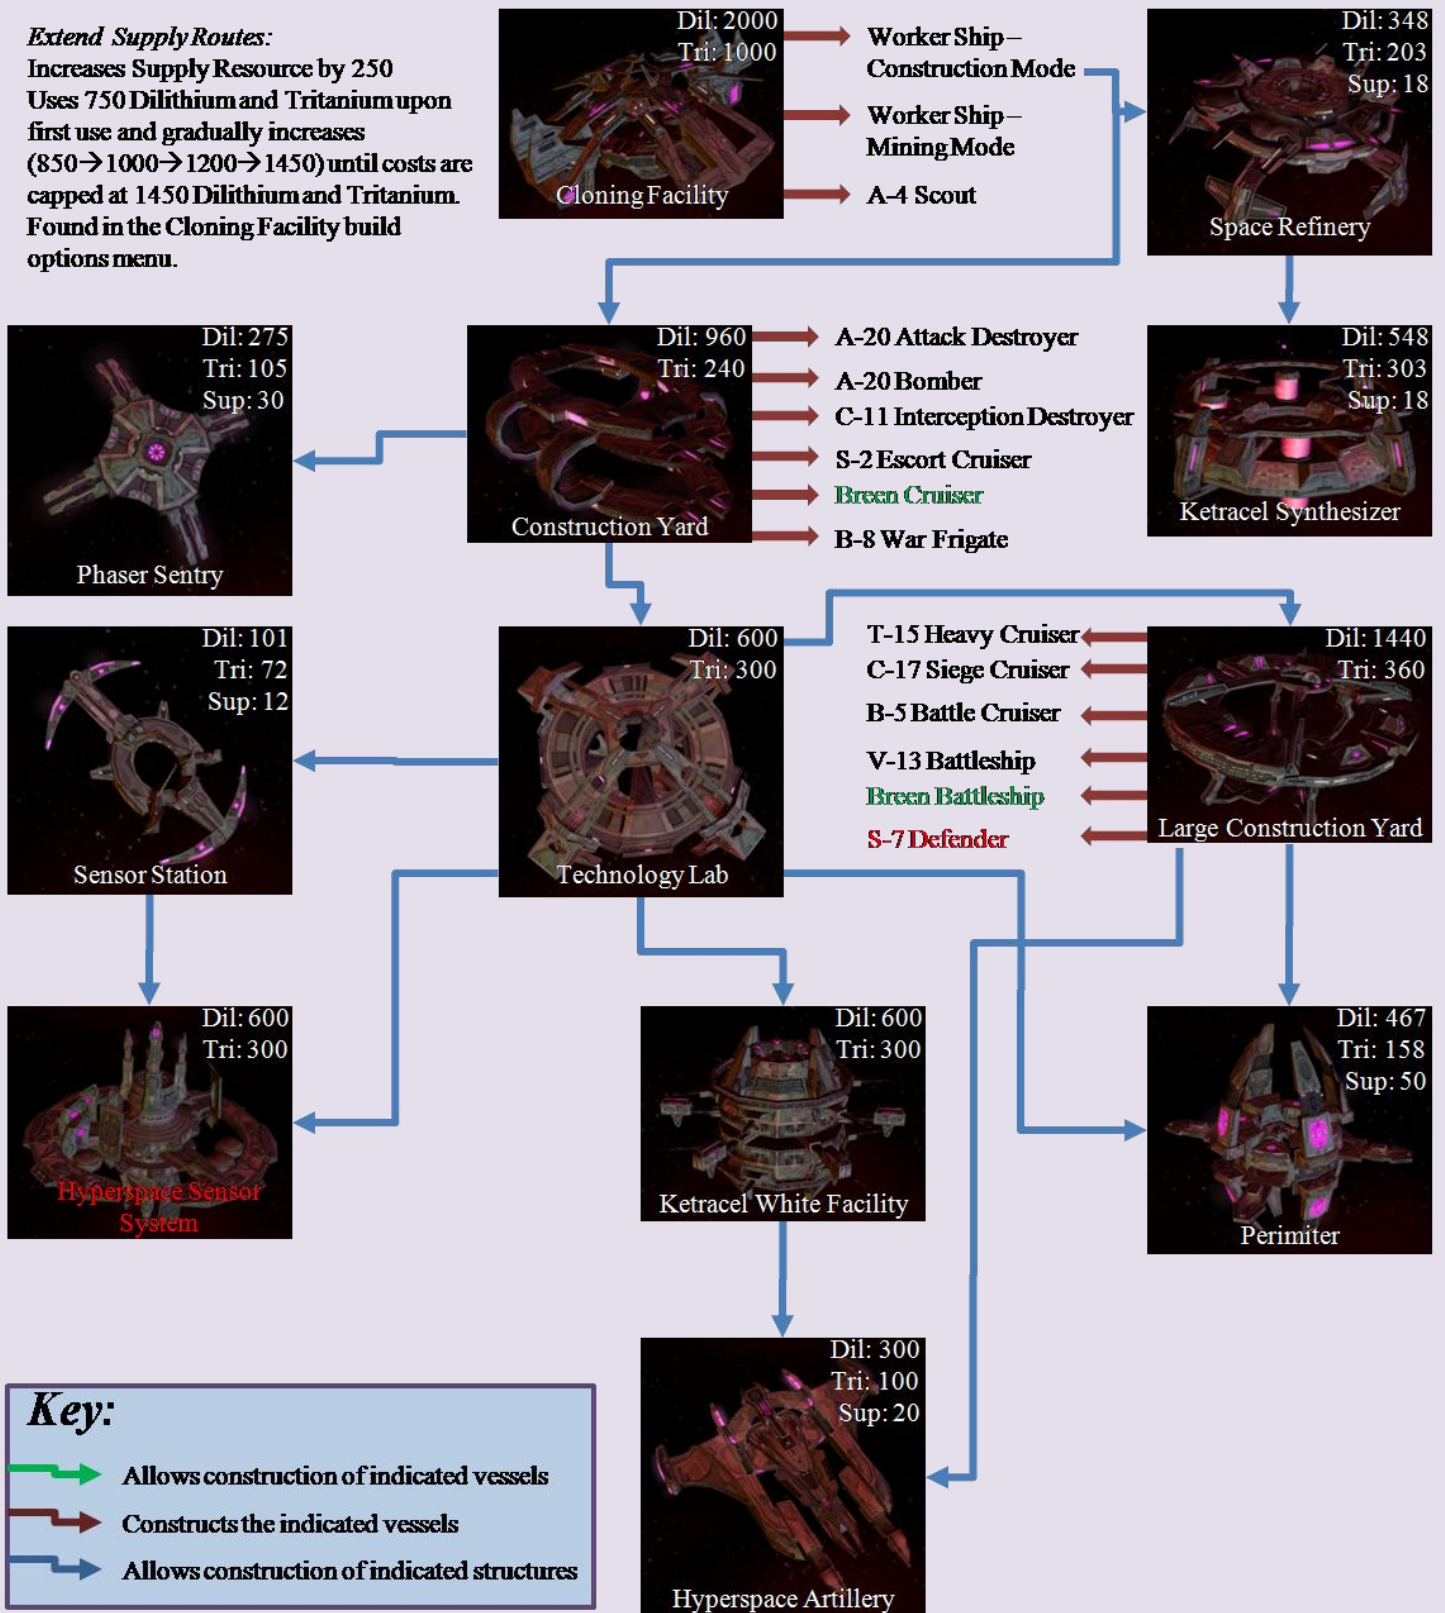 Extend Supply Routes:
Increases Supply Resource by 250
Uses 750 Dilithium and Tritanium upon
first use and gradually increases
(850→1000→1200→1450) until costs are
capped at 1450 Dilithium and Tritanium.
Found in the Cloning Facility build
options menu.
Dil: 2000
Tri: 1000
Cloning Facility
Worker Ship –
Construction Mode
Worker Ship –
Mining Mode
A-4 Scout
Dil: 348
Tri: 203
Sup: 18
Space Refinery
Dil: 275
Tri: 105
Sup: 30
Phaser Sentry
Dil: 960
Tri: 240
Construction Yard
A-20 Attack Destroyer
A-20 Bomber
C-11 Interception Destroyer
S-2 Escort Cruiser
Breen Cruiser
B-8 War Frigate
Dil: 548
Tri: 303
Sup: 18
Ketracel Synthesizer
Dil: 101
Tri: 72
Sup: 12
Sensor Station
Dil: 600
Tri: 300
Technology Lab
T-15 Heavy Cruiser
C-17 Siege Cruiser
B-5 Battle Cruiser
V-13 Battleship
Breen Battleship
S-7 Defender
Dil: 1440
Tri: 360
Large Construction Yard
Dil: 600
Tri: 300
Hyperspace Sensor
System
Dil: 600
Tri: 300
Ketracel White Facility
Dil: 467
Tri: 158
Sup: 50
Perimiter
Dil: 300
Tri: 100
Sup: 20
Hyperspace Artillery
Key:
Allows construction of indicated vessels
Constructs the indicated vessels
Allows construction of indicated structures